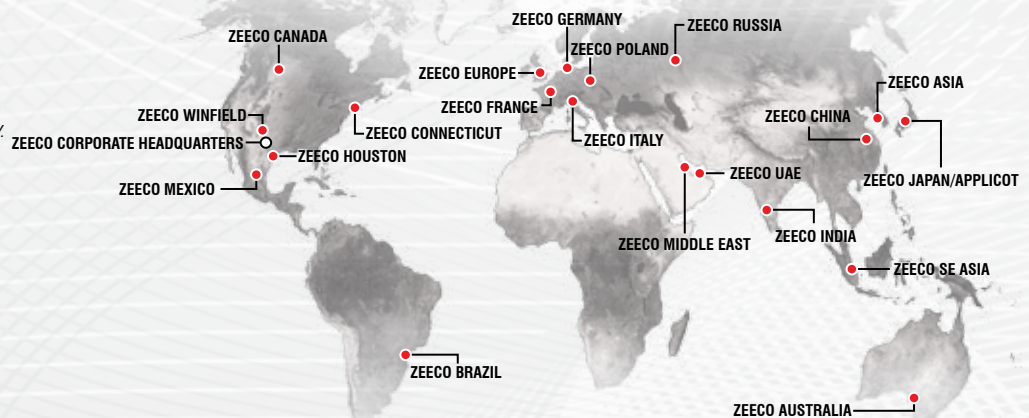 ZEECO CANADA
ZEECO WINFIELD
ZEECO CORPORATE HEADQUARTERS
ZEECO CONNECTICUT
ZEECO HOUSTON
ZEECO MEXICO
ZEECO BRAZIL
ZEECO GERMANY
ZEECO POLAND
ZEECO EUROPE
ZEECO FRANCE
ZEECO ITALY
ZEECO RUSSIA
ZEECO UAE
ZEECO MIDDLE EAST
ZEECO INDIA
ZEECO ASIA
ZEECO CHINA
ZEECO JAPAN/APPLICOT
ZEECO SE ASIA
ZEECO AUSTRALIA